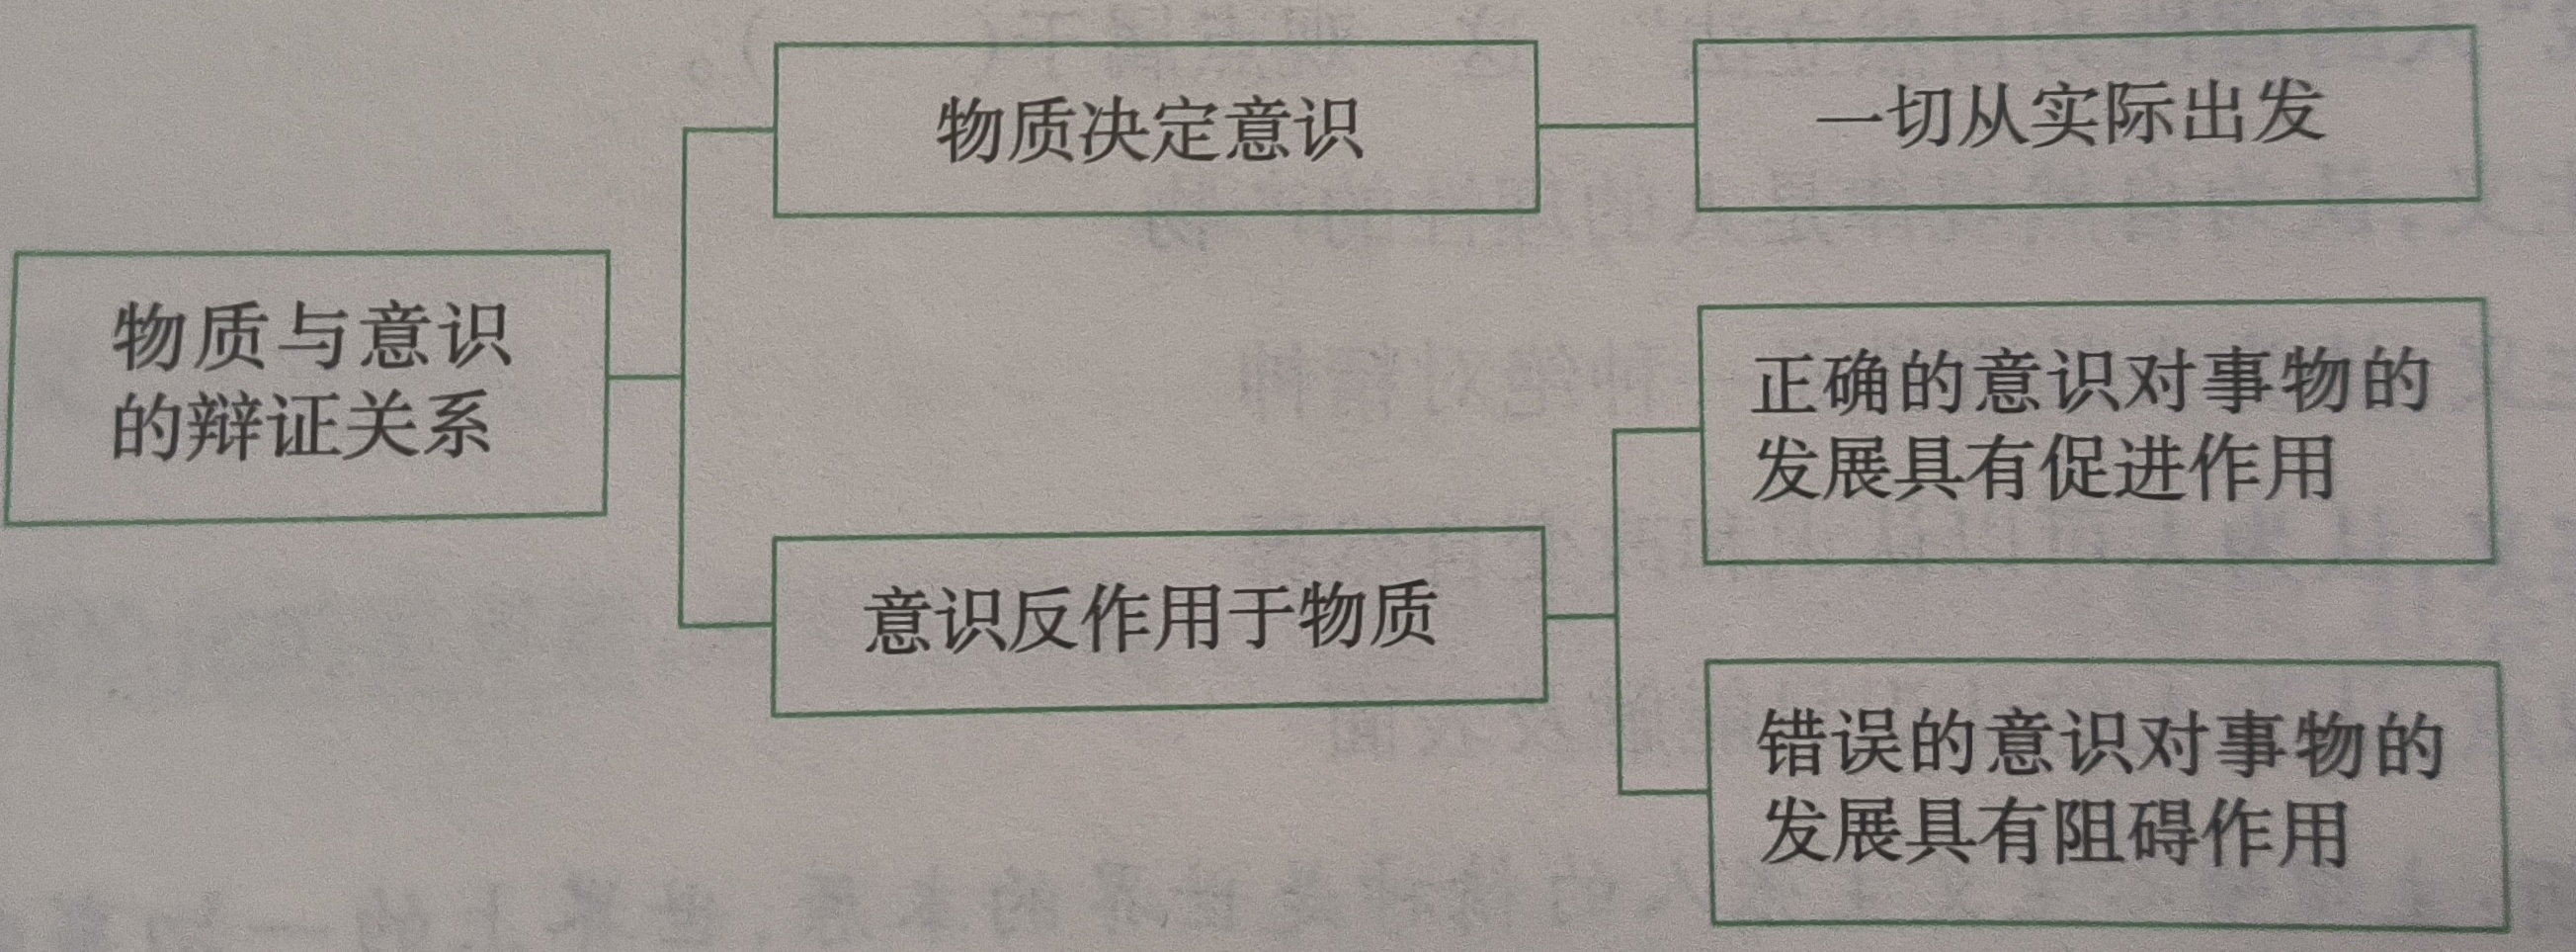 物质决定意识
一切从实际出发
物质与意识
的辩证关系
正确的意识对事物的
发展具有促进作用
意识反作用于物质
错误的意识对事物的
发展具有阻碍作用